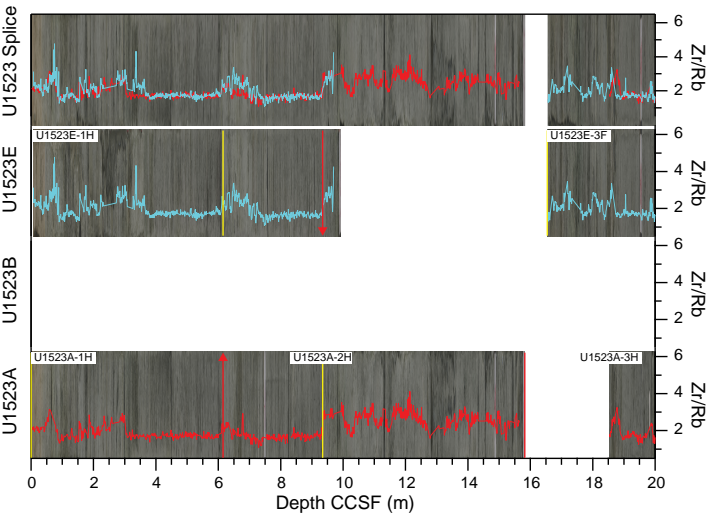 U1523 Splice
6
4
2
Zr/Rb
U1523E
U1523E-1H
U1523E-3F
6
4
2
Zr/Rb
U1523B
6
4
2
Zr/Rb
U1523A
U1523A-1H
U1523A-2H
U1523A-3H
6
4
2
Zr/Rb
0 2 4 6 8 10 12 14 16 18 20
Depth CCSF (m)